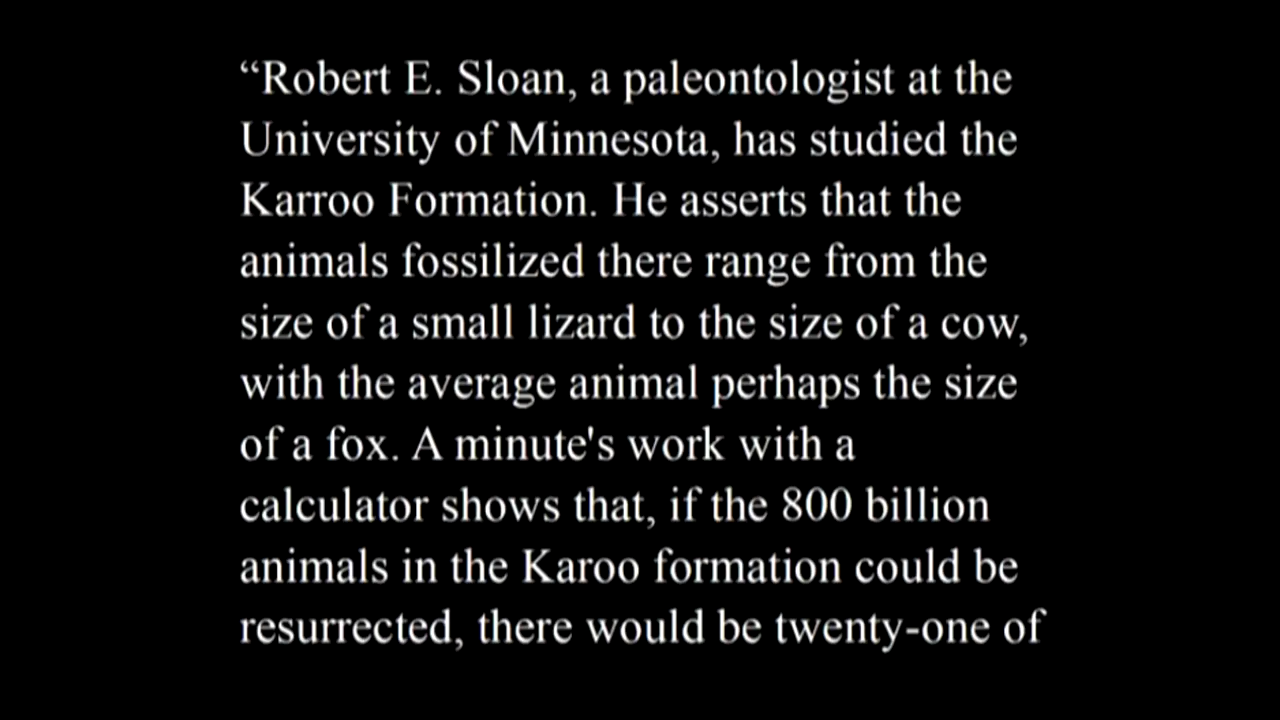 “Robert E. Sloan, a paleontologist at the
University of Minnesota, has studied the
Karroo Formation. He asserts that the
animals fossilized there range from the
size of a small lizard to the size of a cow,
with the average animal perhaps the size
of a fox. A minute's work with a
calculator shows that, if the 800 billion
animals in the Karoo formation could be
resurrected, there would be twenty-one of